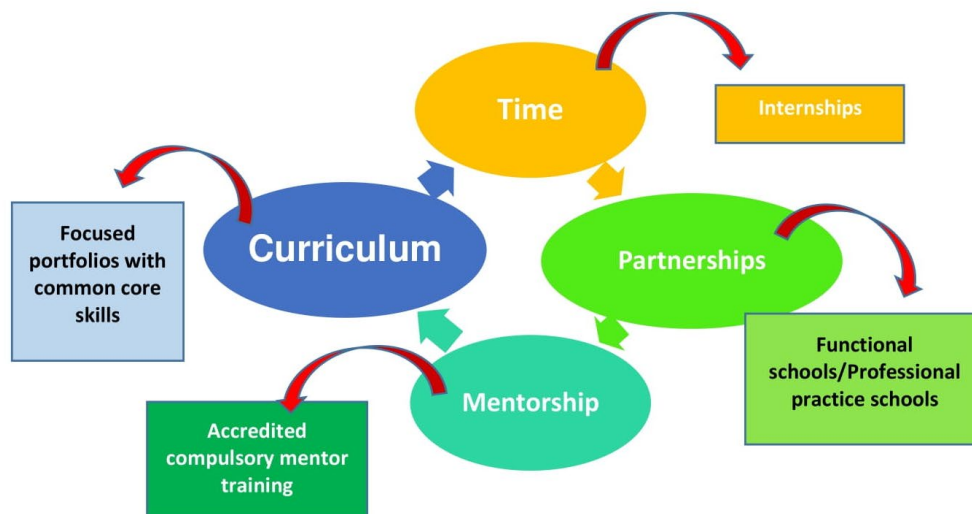 Time
Internships
Curriculum
Focused
portfolios with
common core
skills
Partnerships
Functional
schools/Professional
practice schools
Mentorship
Accredited
compulsory mentor
training